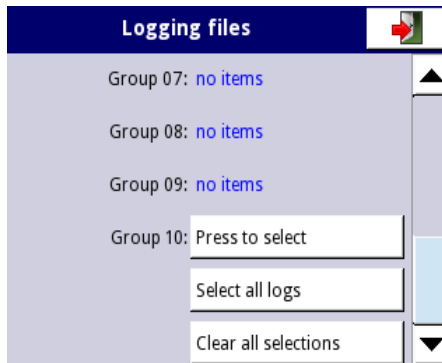 Logging files
Group 07: no items
Group 08: no items
Group 09: no items
Group 10: Press to select
Select all logs
Clear all selections